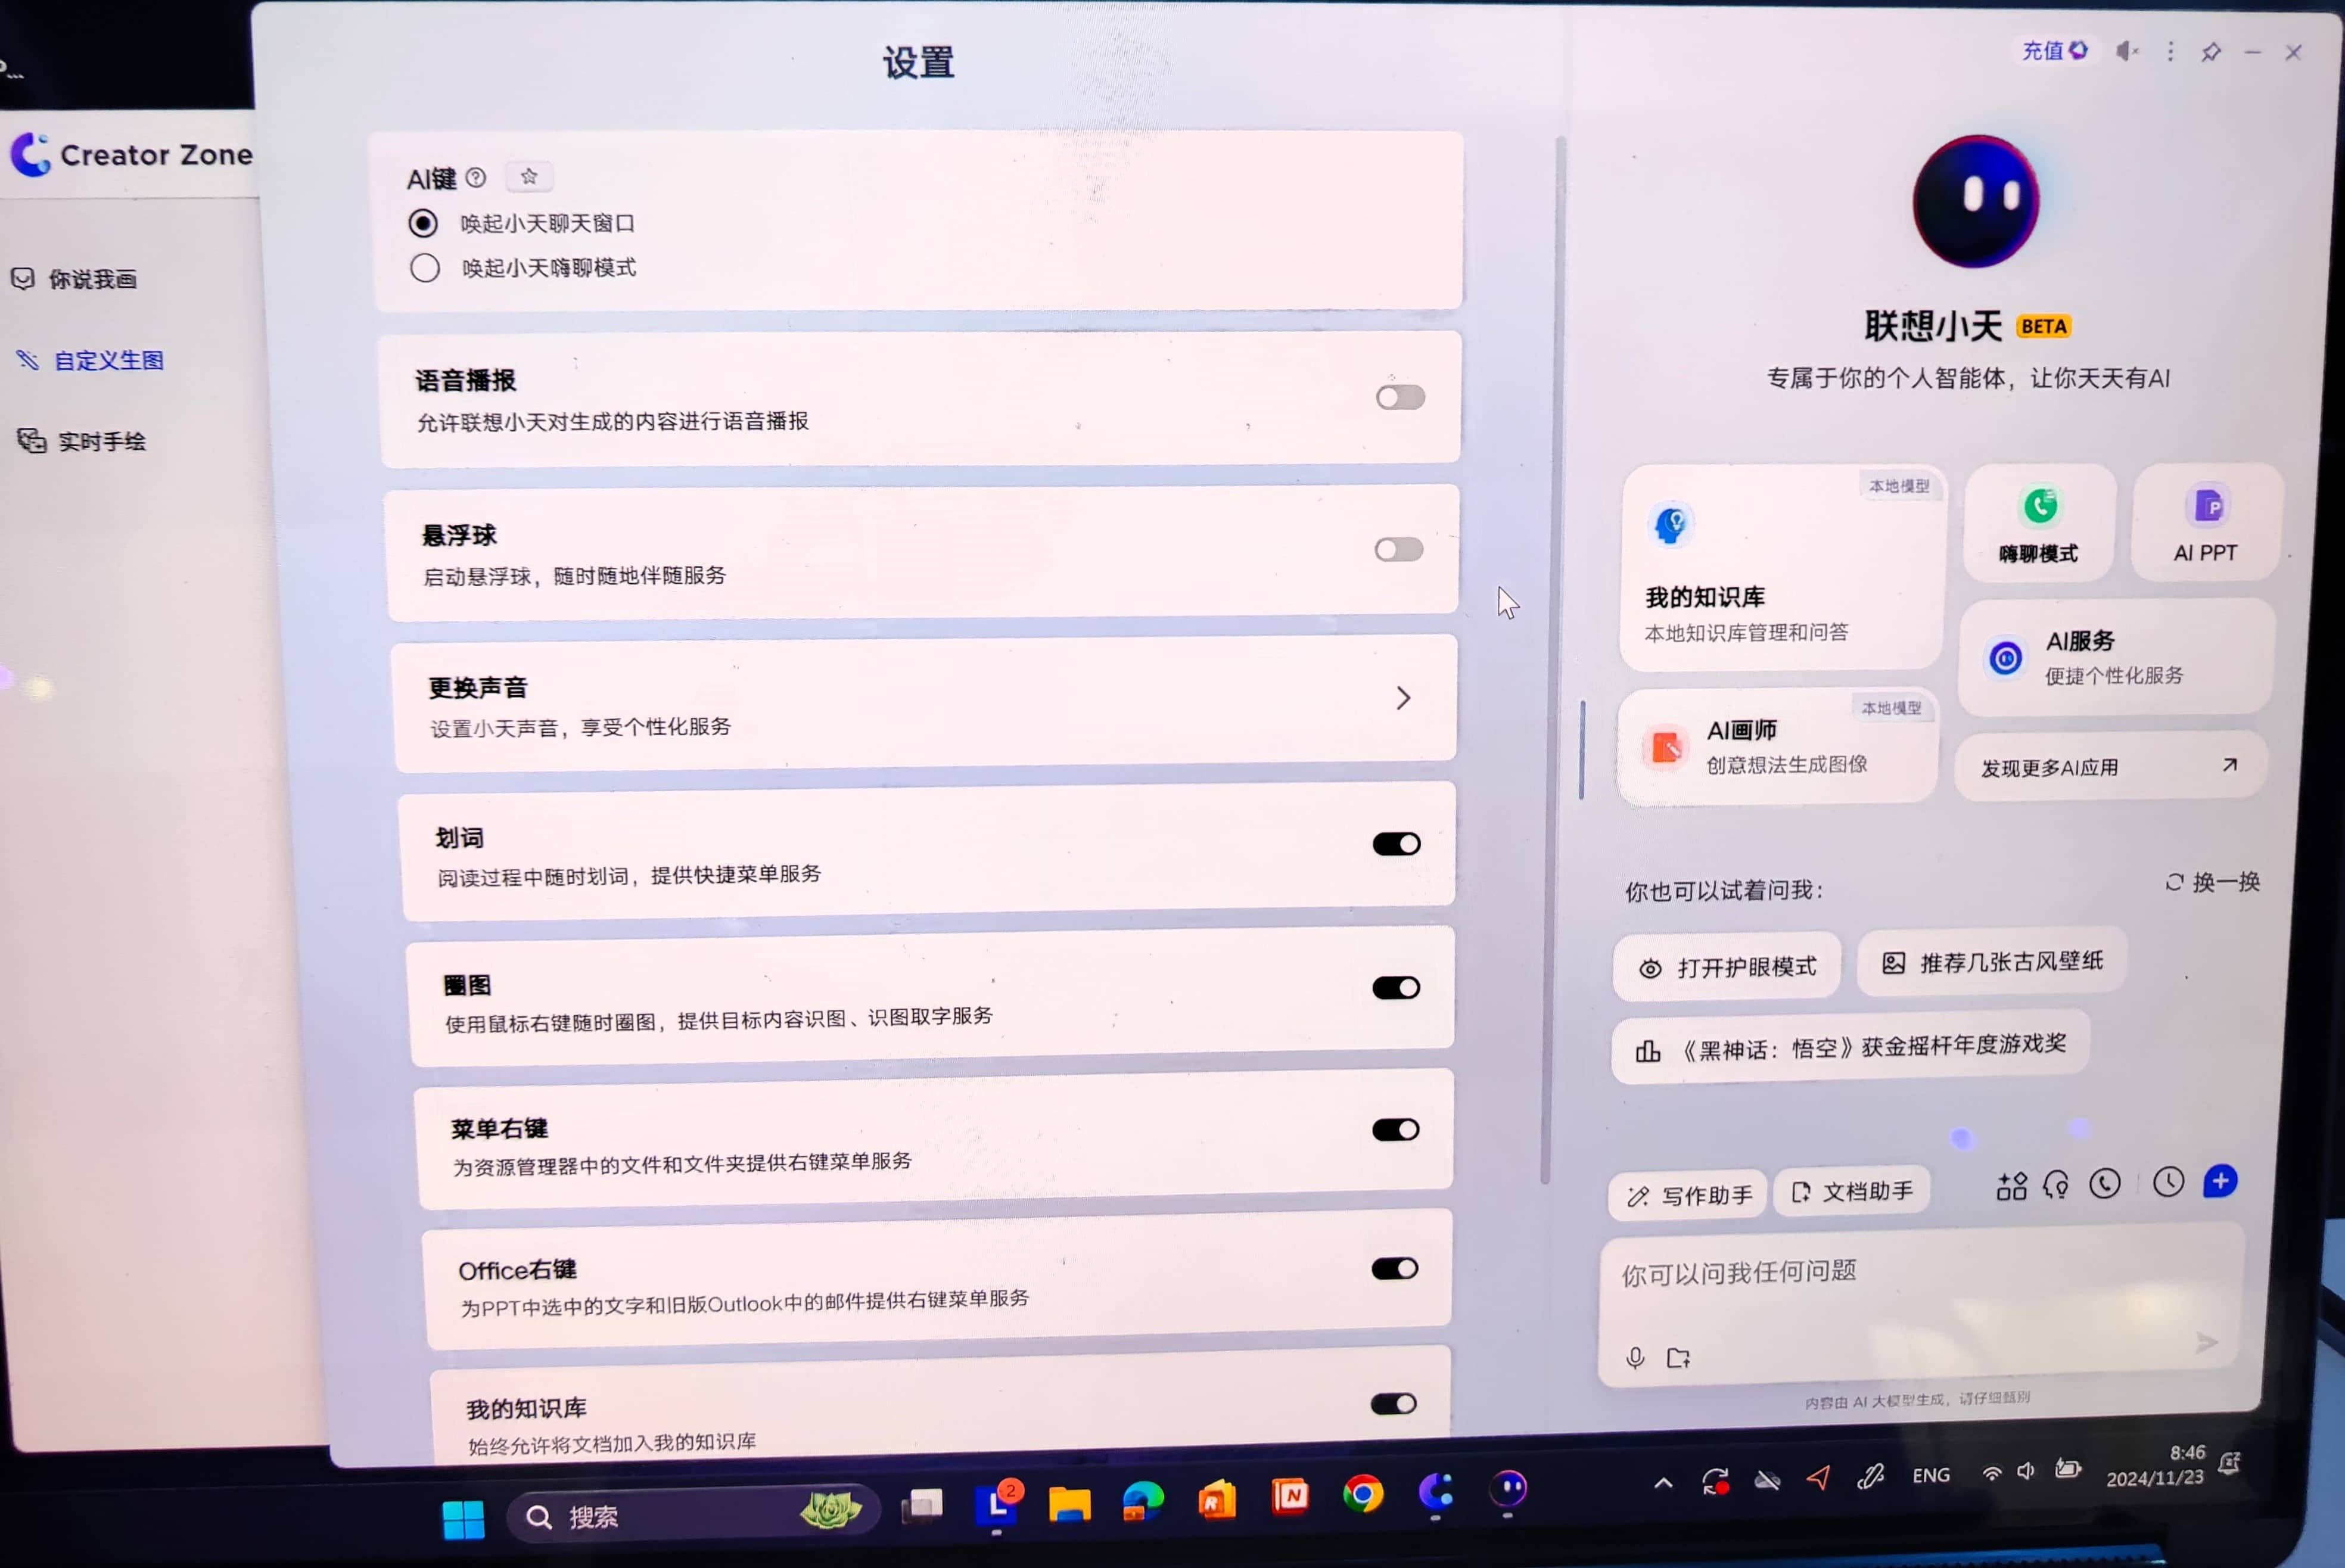 设置
Creator Zone
你说我画
自定义生图
实时手绘
AI键
唤起小天聊天窗口
唤起小天嗨聊模式
语音播报
允许联想小天对生成的内容进行语音播报
悬浮球
启动悬浮球，随时随地伴随服务
更换声音
设置小天声音，享受个性化服务
划词
阅读过程中随时划词，提供快捷菜单服务
圈图
使用鼠标右键随时圈图，提供目标内容识图、识图取字服务
菜单右键
为资源管理器中的文件和文件夹提供右键菜单服务
Office右键
为PPT中选中的文字和旧版Outlook中的邮件提供右键菜单服务
我的知识库
始终允许将文档加入我的知识库
充值
联想小天 BETA
专属于你的个人智能体，让你天天有AI
本地模型
我的知识库
本地知识库管理和问答
嗨聊模式
AI PPT
AI服务
便捷个性化服务
本地模型
AI画师
创意想法生成图像
发现更多AI应用
你也可以试着问我：
换一换
打开护眼模式
推荐几张古风壁纸
《黑神话：悟空》获金摇杆年度游戏奖
写作助手
文档助手
你可以问我任何问题
内容由 AI 大模型生成，请仔细甄别
搜索
L
2
ENG
8:46
2024/11/23